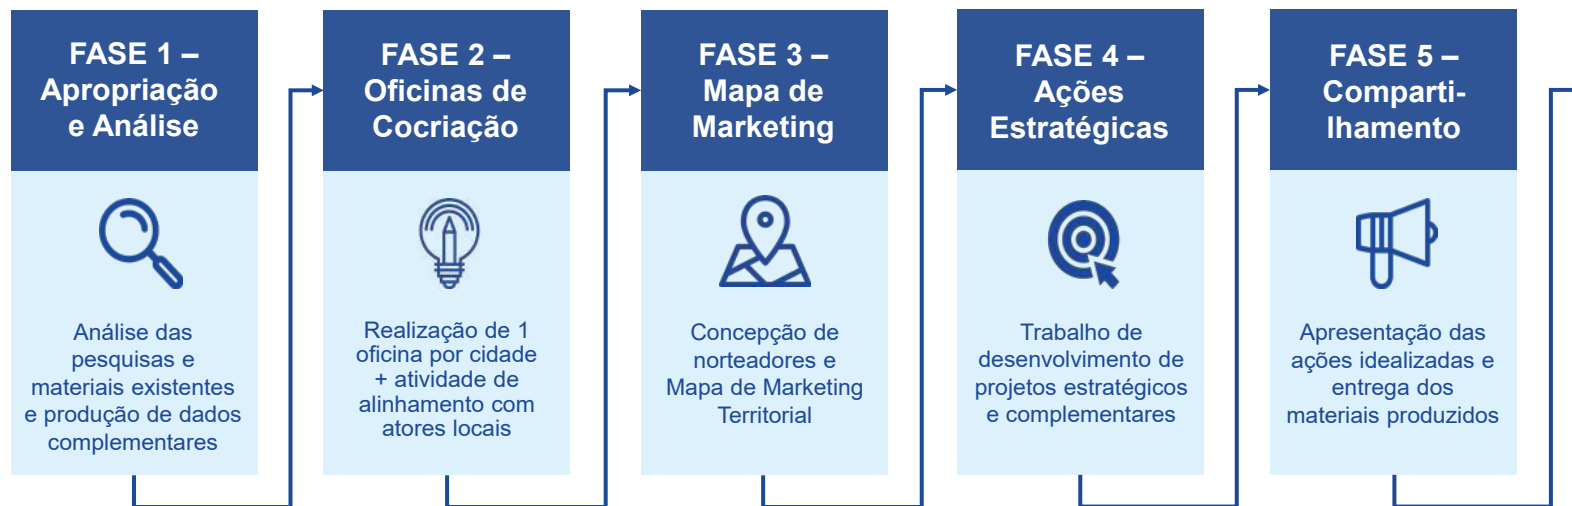 FASE 1 –
Apropriação
e Análise
Análise das
pesquisas e
materiais existentes
e produção de dados
complementares
FASE 2 –
Oficinas de
Cocriação
Realização de 1
oficina por cidade
+ atividade de
alinhamento com
atores locais
FASE 3 –
Mapa de
Marketing
Concepção de
norteadores e
Mapa de Marketing
Territorial
FASE 4 –
Ações
Estratégicas
Trabalho de
desenvolvimento de
projetos estratégicos
e complementares
FASE 5 –
Comparti-
lhamento
Apresentação das
ações idealizadas e
entrega dos
materiais produzidos